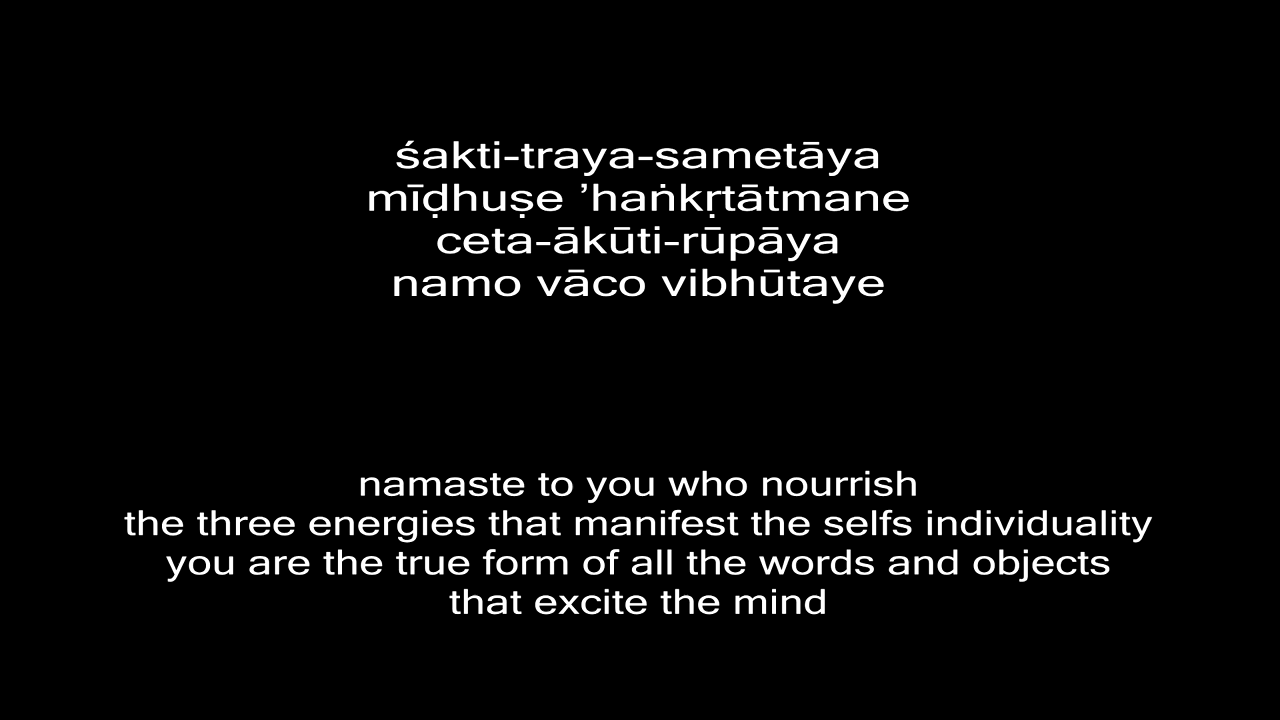 śakti-traya-sametāya
mīḍhuṣe ’haṅkṛtātmane
ceta-ākūti-rūpāya
namo vāco vibhūtaye
namaste to you who nourrish
the three energies that manifest the selfs individuality
you are the true form of all the words and objects
that excite the mind